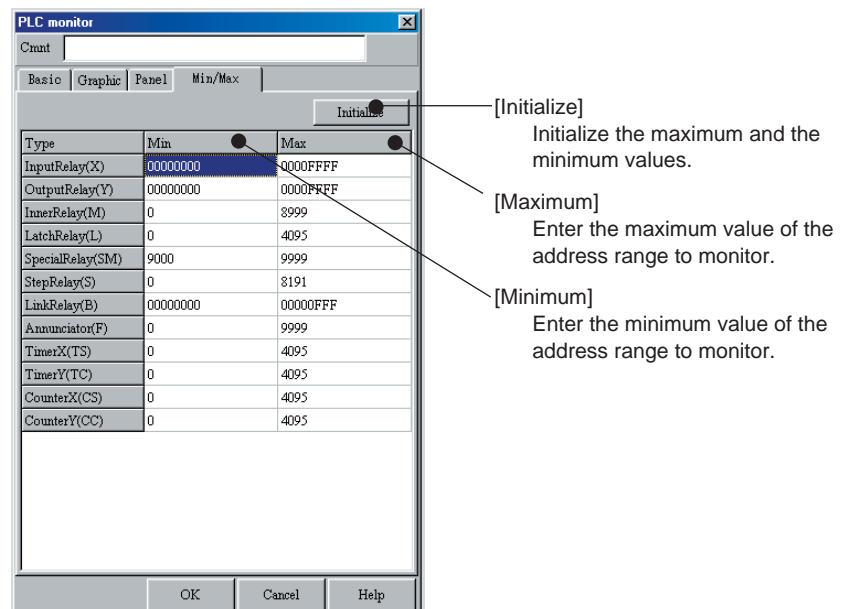 PLC monitor
Cmnt
Basic Graphic Panel Min/Max
Initialize
Type Min Max
InputRelay(X) 00000000 0000FFFF
OutputRelay(Y) 00000000 0000FFFF
InnerRelay(M) 0 8999
LatchRelay(L) 0 4095
SpecialRelay(SM) 9000 9999
StepRelay(S) 0 8191
LinkRelay(B) 00000000 00000FFF
Annunciator(F) 0 9999
TimerX(TS) 0 4095
TimerY(TC) 0 4095
CounterX(CS) 0 4095
CounterY(CC) 0 4095
OK Cancel Help
[Initialize]
Initialize the maximum and the
minimum values.
[Maximum]
Enter the maximum value of the
address range to monitor.
[Minimum]
Enter the minimum value of the
address range to monitor.